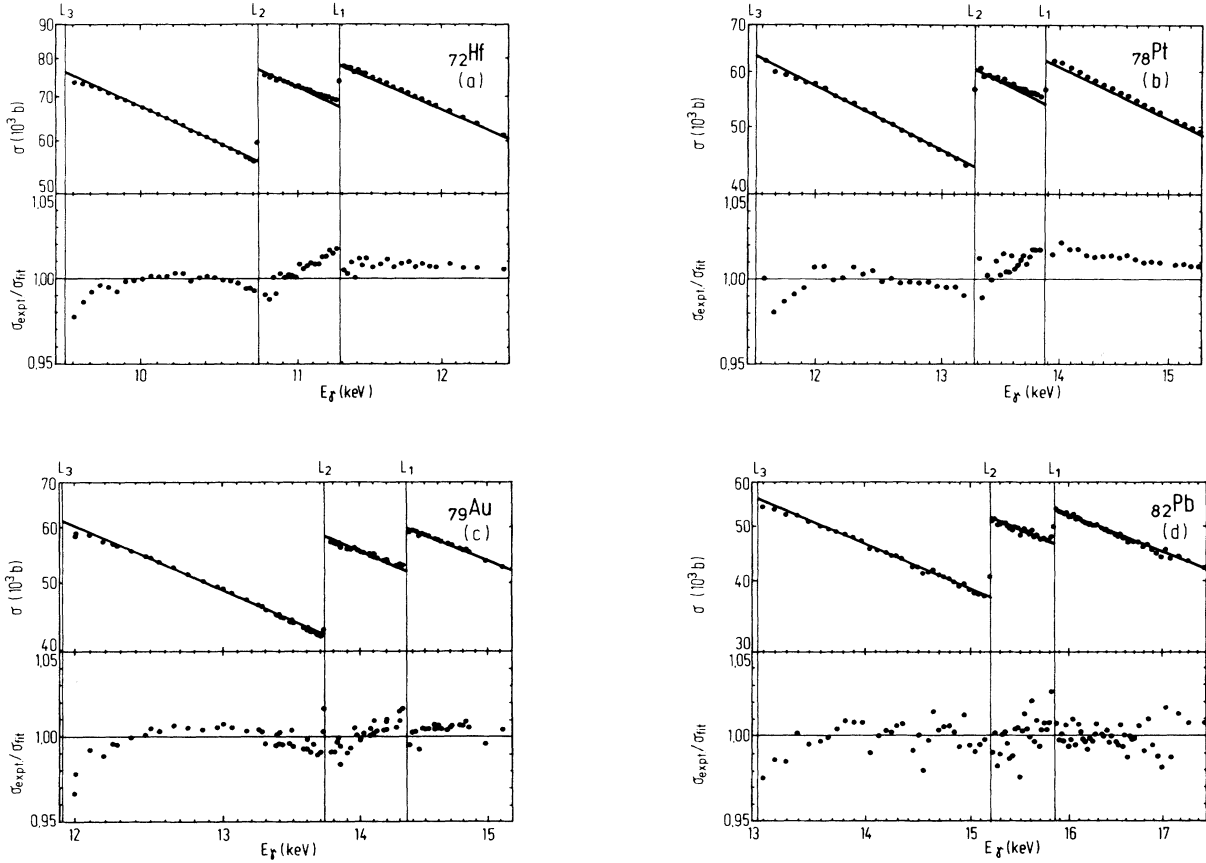 L₃ L₂ L₁
90
80
70
60
50
σ (10³ b)
₇₂Hf
(a)
1.05
1.00
0.95
σexpt/σfit
10 11 12
Eγ (keV)
L₃ L₂ L₁
70
60
50
40
σ (10³ b)
₇₈Pt
(b)
1.05
1.00
0.95
σexpt/σfit
12 13 14 15
Eγ (keV)
L₃ L₂ L₁
70
60
50
40
σ (10³ b)
₇₉Au
(c)
1.05
1.00
0.95
σexpt/σfit
12 13 14 15
Eγ (keV)
L₃ L₂ L₁
60
50
40
30
σ (10³ b)
₈₂Pb
(d)
1.05
1.00
0.95
σexpt/σfit
13 14 15 16 17
Eγ (keV)